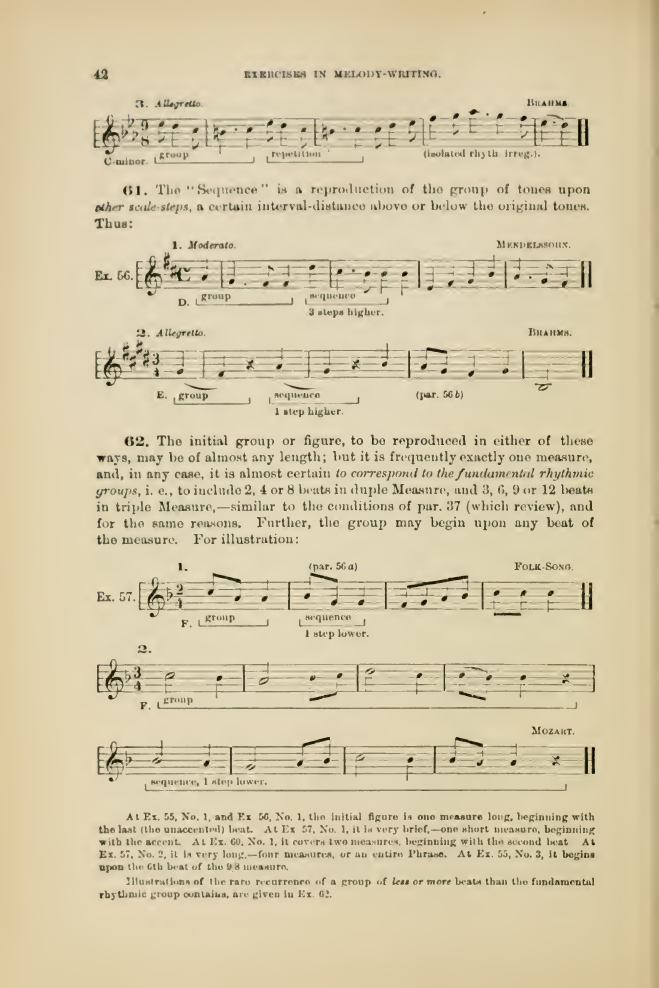 42
EXERCISES IN MELODY-WRITING.
3. Allegretto.
BRAHMS.
C-minor. group repetition (isolated rhyth. irreg.).
61. The "Sequence" is a reproduction of the group of tones upon
other scale-steps, a certain interval-distance above or below the original tones.
Thus:
1. Moderato.
MENDELSSOHN.
Ex. 56.
D. group sequence
3 steps higher.
2. Allegretto.
BRAHMS.
E. group sequence (par. 56 b)
1 step higher.
62. The initial group or figure, to be reproduced in either of these
ways, may be of almost any length; but it is frequently exactly one measure,
and, in any case, it is almost certain to correspond to the fundamental rhythmic
groups, i. e., to include 2, 4 or 8 beats in duple Measure, and 3, 6, 9 or 12 beats
in triple Measure,—similar to the conditions of par. 37 (which review), and
for the same reasons. Further, the group may begin upon any beat of
the measure. For illustration:
1.
(par. 56 a)
FOLK-SONG.
Ex. 57.
F. group sequence
1 step lower.
2.
F. group
MOZART.
sequence, 1 step lower.
At Ex. 55, No. 1, and Ex 56, No. 1, the initial figure is one measure long, beginning with
the last (the unaccented) beat. At Ex 57, No. 1, it is very brief,—one short measure, beginning
with the accent. At Ex. 60, No. 1, it covers two measures, beginning with the second beat At
Ex. 57, No. 2, it is very long,—four measures, or an entire Phrase. At Ex. 55, No. 3, it begins
upon the 6th beat of the 9/8 measure.
Illustrations of the rare recurrence of a group of less or more beats than the fundamental
rhythmic group contains, are given in Ex. 62.